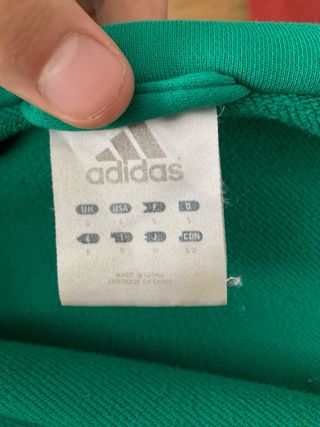 adidas
UK USA F D
S S S S
E I J CDN
S S M S/P
MADE IN CHINA
FABRIQUE EN CHINE